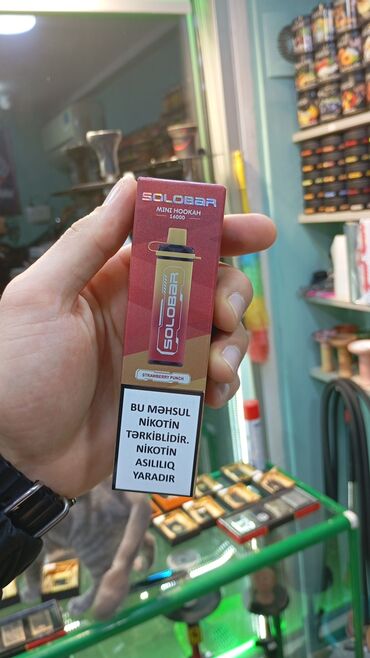 SOLOBAR
MINI HOOKAH
16000
SOLOBAR
STRAWBERRY PUNCH
BU MƏHSUL
NİKOTİN
TƏRKİBLİDİR.
NİKOTİN
ASILILIQ
YARADIR